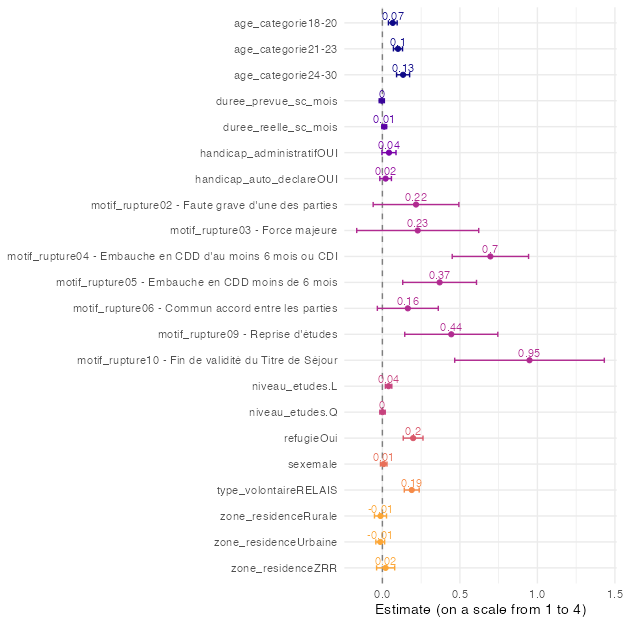 age_categorie18-20 0.07
age_categorie21-23 0.1
age_categorie24-30 0.13
duree_prevue_sc_mois 0
duree_reelle_sc_mois 0.01
handicap_administratifOUI 0.04
handicap_auto_declareOUI 0.02
motif_rupture02 - Faute grave d'une des parties 0.22
motif_rupture03 - Force majeure 0.23
motif_rupture04 - Embauche en CDD d'au moins 6 mois ou CDI 0.7
motif_rupture05 - Embauche en CDD moins de 6 mois 0.37
motif_rupture06 - Commun accord entre les parties 0.16
motif_rupture09 - Reprise d'études 0.44
motif_rupture10 - Fin de validité du Titre de Séjour 0.95
niveau_etudes.L 0.04
niveau_etudes.Q 0
refugieOui 0.2
sexemale 0.01
type_volontaireRELAIS 0.19
zone_residenceRurale -0.01
zone_residenceUrbaine -0.01
zone_residenceZRR 0.02
0.0 0.5 1.0 1.5
Estimate (on a scale from 1 to 4)